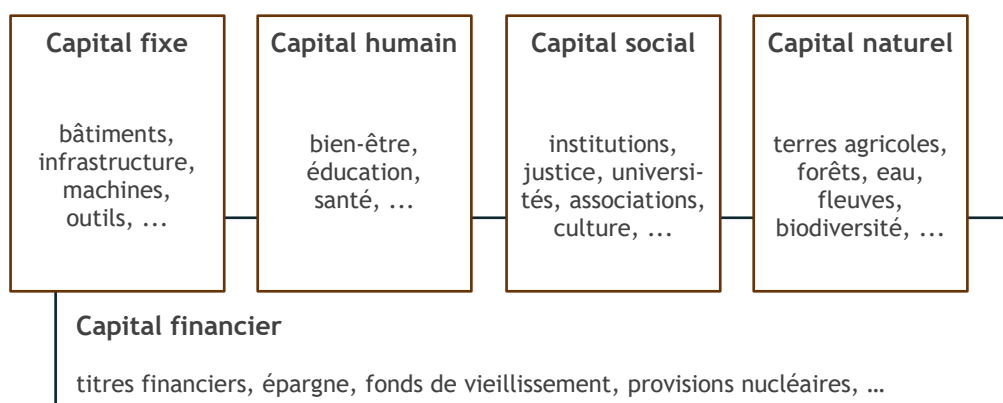 Capital fixe
bâtiments,
infrastructure,
machines,
outils, ...
Capital humain
bien-être,
éducation,
santé, ...
Capital social
institutions,
justice, universi-
tés, associations,
culture, ...
Capital naturel
terres agricoles,
forêts, eau,
fleuves,
biodiversité, ...
Capital financier
titres financiers, épargne, fonds de vieillissement, provisions nucléaires, …